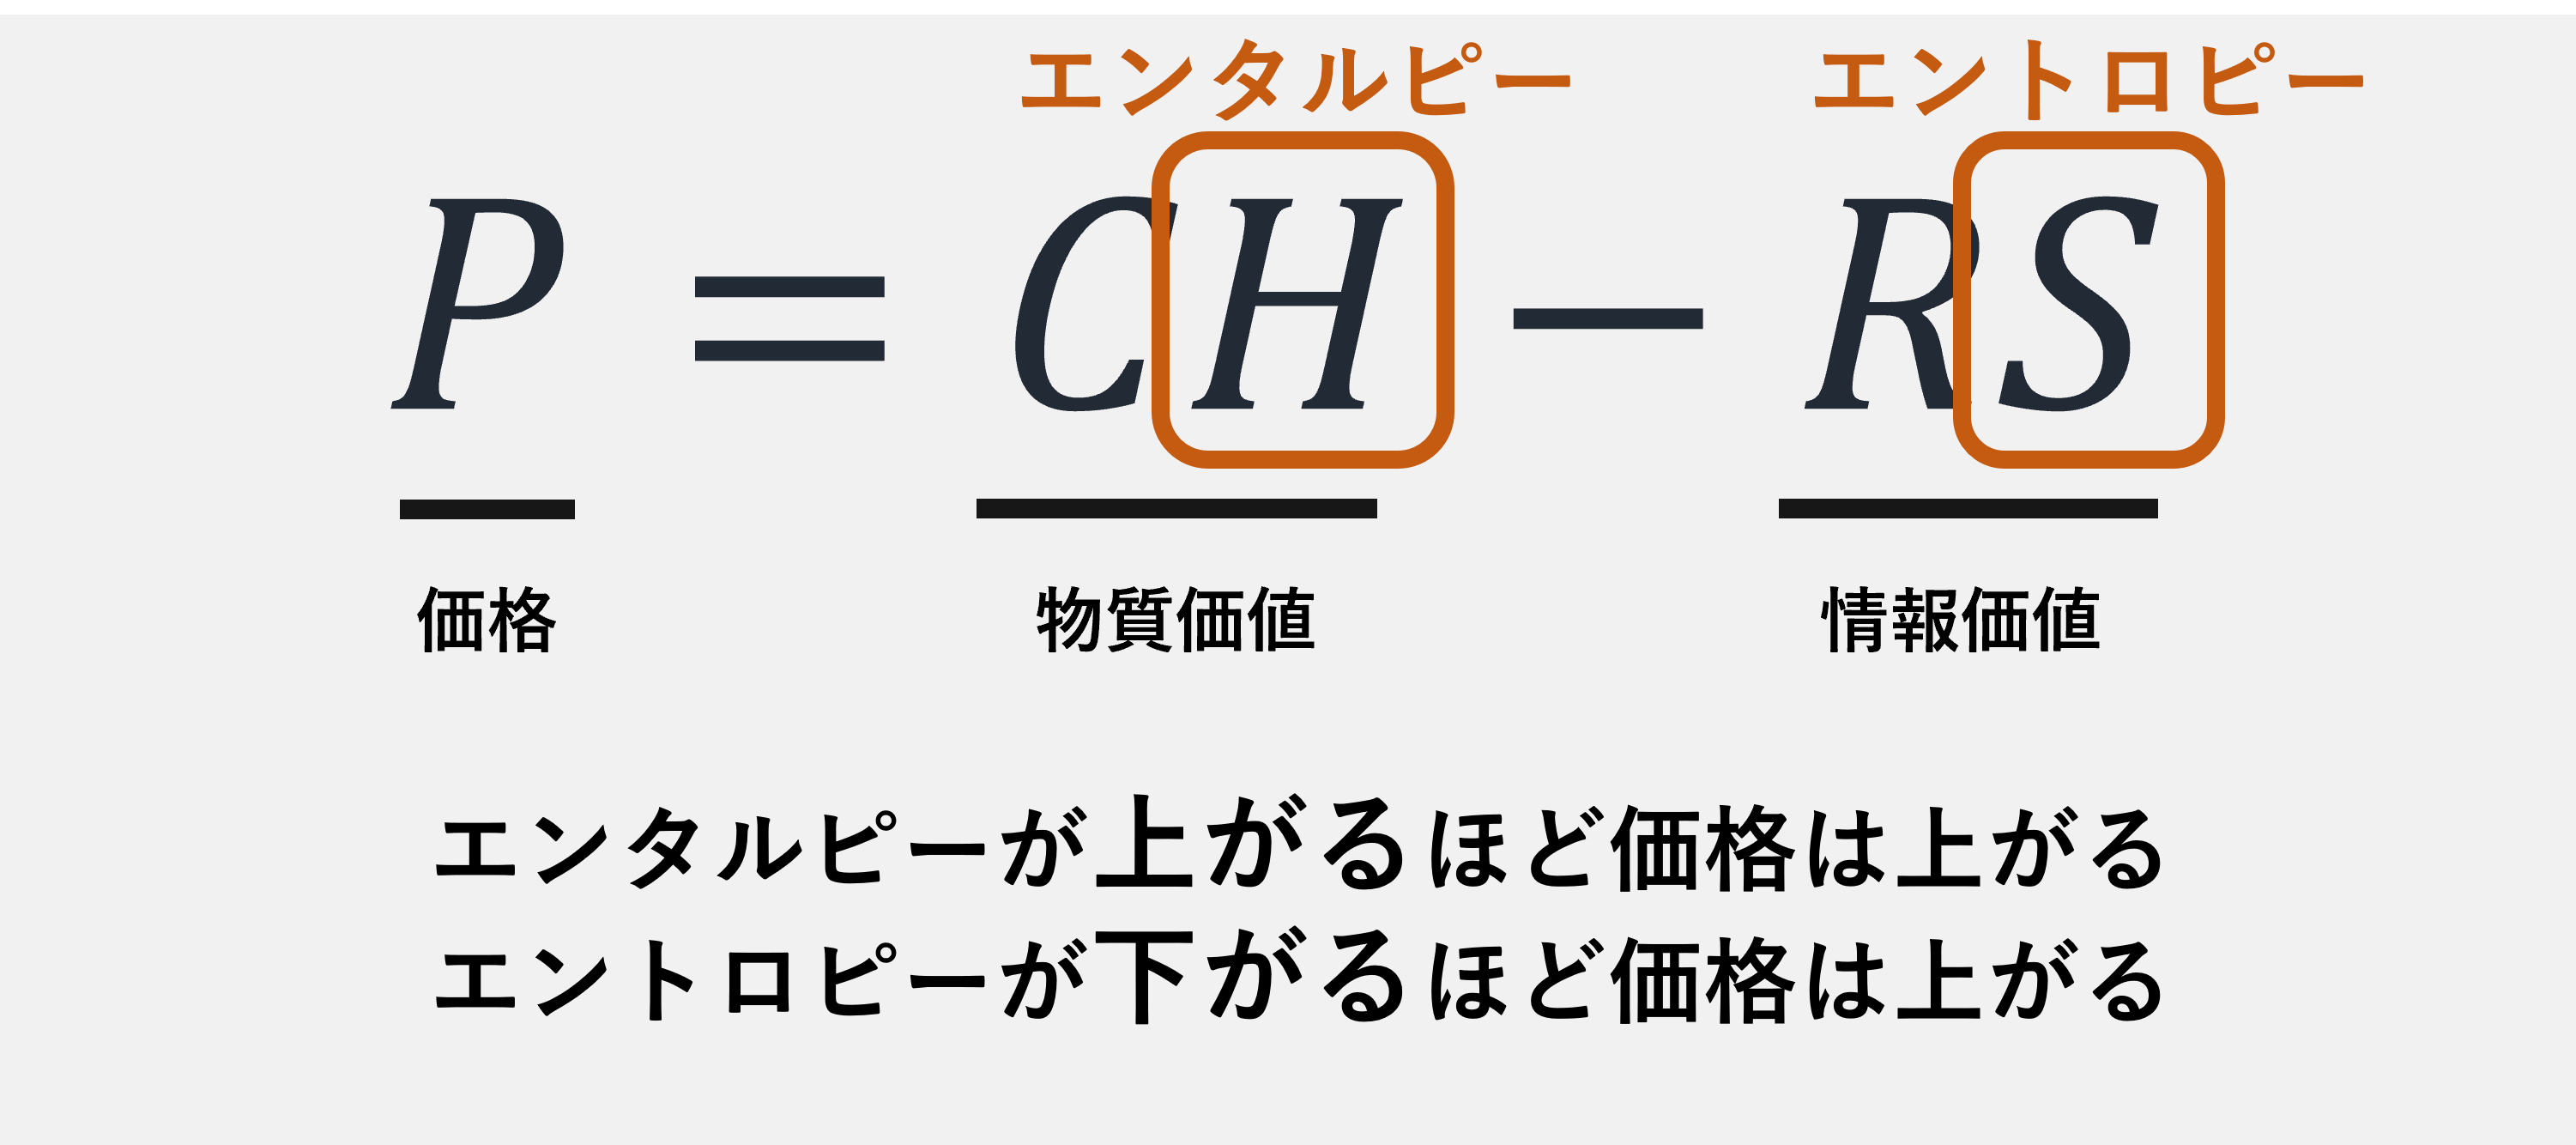 エンタルピー エントロピー
P = CH − RS
価格 物質価値 情報価値
エンタルピーが上がるほど価格は上がる
エントロピーが下がるほど価格は上がる